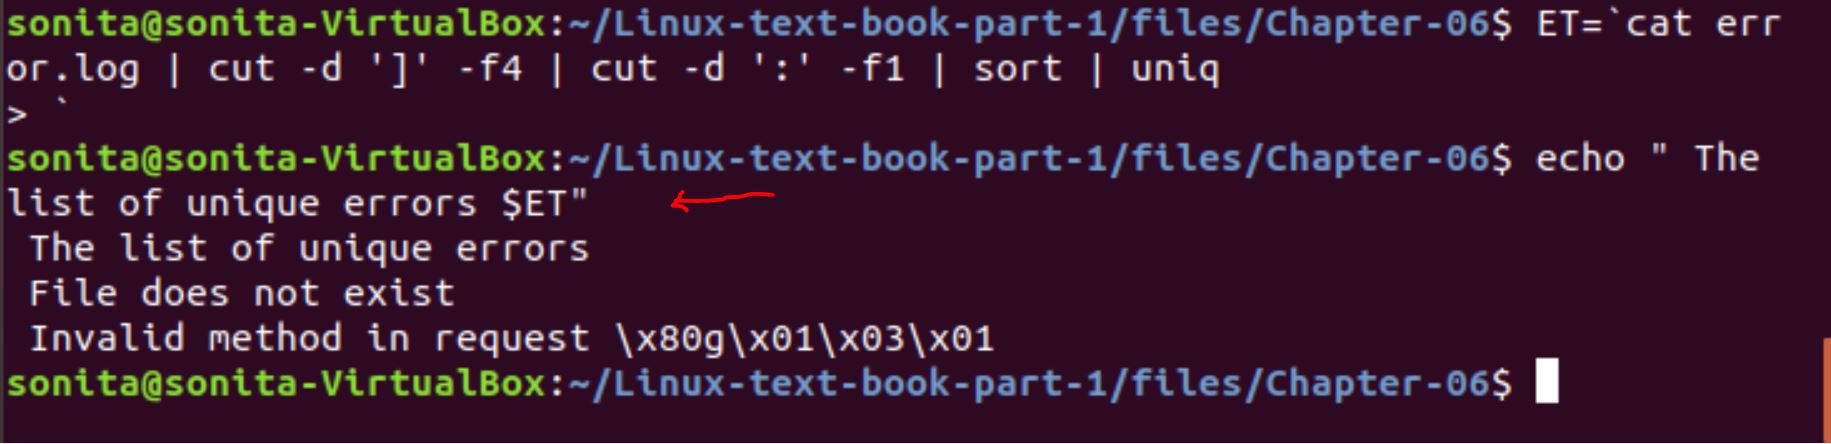 sonita@sonita-VirtualBox:~/Linux-text-book-part-1/files/Chapter-06$ ET=`cat err
or.log | cut -d ']' -f4 | cut -d ':' -f1 | sort | uniq
> `
sonita@sonita-VirtualBox:~/Linux-text-book-part-1/files/Chapter-06$ echo " The
list of unique errors $ET"
 The list of unique errors
 File does not exist
 Invalid method in request \x80g\x01\x03\x01
sonita@sonita-VirtualBox:~/Linux-text-book-part-1/files/Chapter-06$